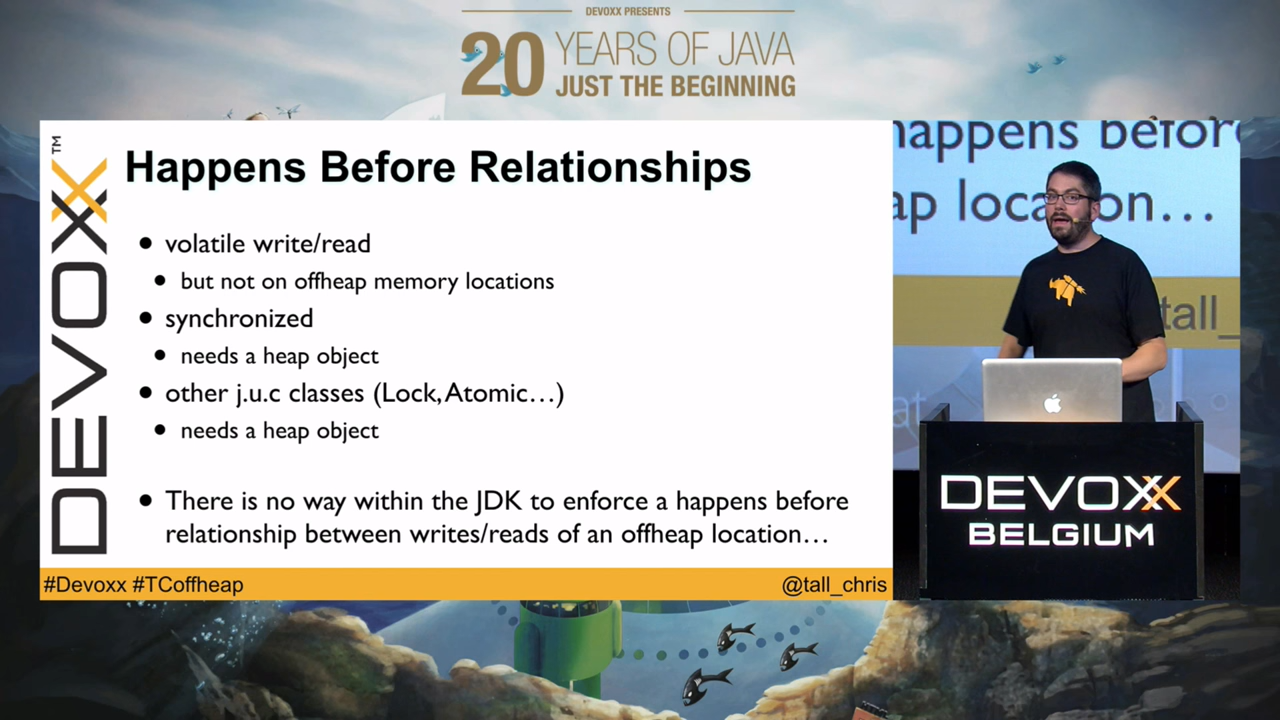 DEVOXX PRESENTS
20 YEARS OF JAVA
JUST THE BEGINNING
DEVOXX™
Happens Before Relationships
• volatile write/read
• but not on offheap memory locations
• synchronized
• needs a heap object
• other j.u.c classes (Lock, Atomic…)
• needs a heap object
• There is no way within the JDK to enforce a happens before
relationship between writes/reads of an offheap location…
#Devoxx #TCoffheap
@tall_chris
happens before
ap location…
tall_
DEVOXX
BELGIUM